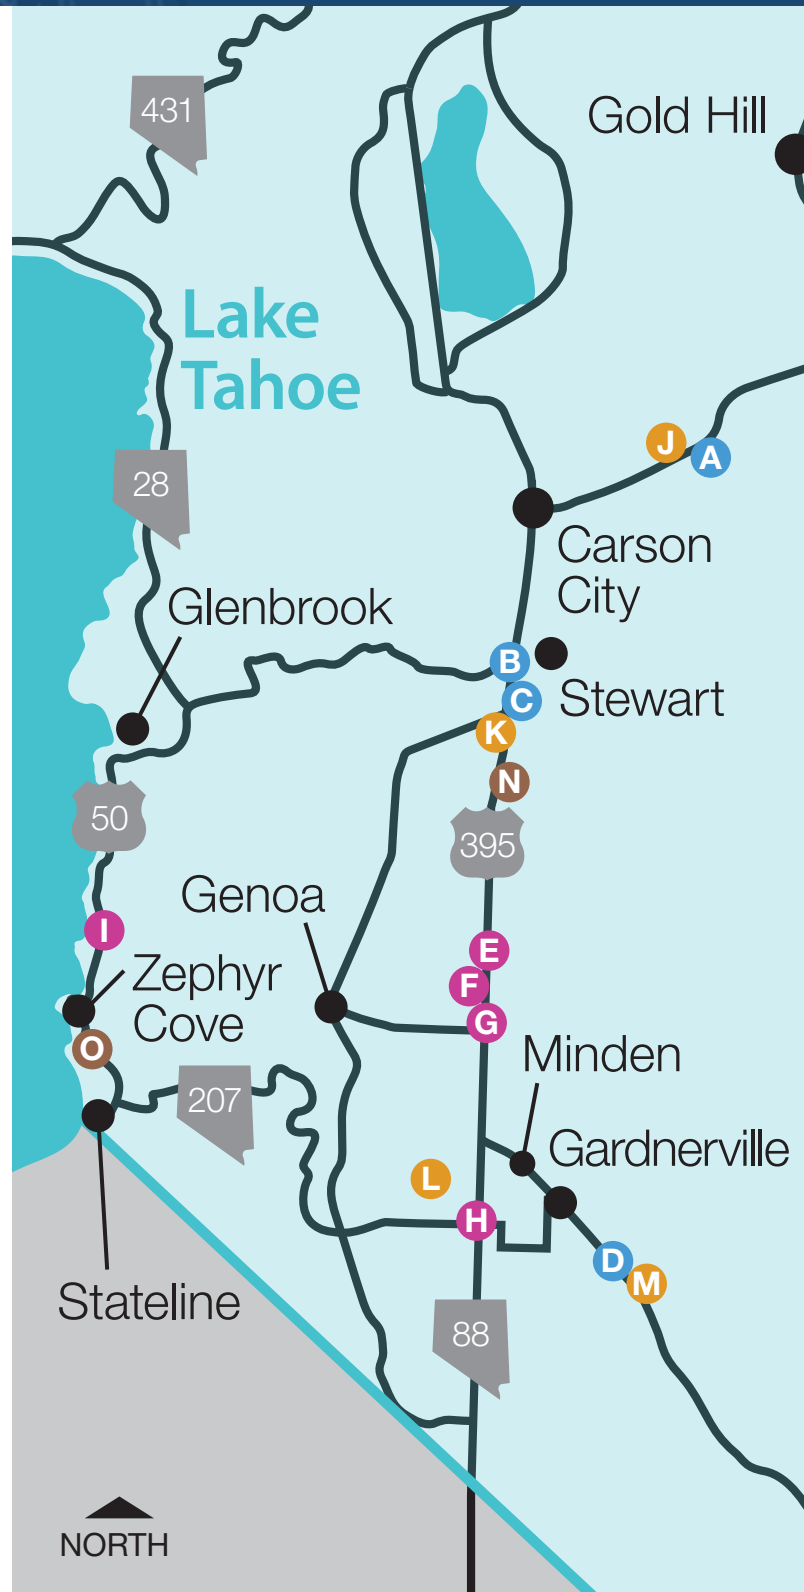 431
Gold Hill
Lake
Tahoe
J
A
28
Carson
City
Glenbrook
B
Stewart
C
K
N
50
395
Genoa
I
E
Zephyr
Cove
F
G
O
Minden
207
Gardnerville
L
H
D
M
Stateline
88
NORTH